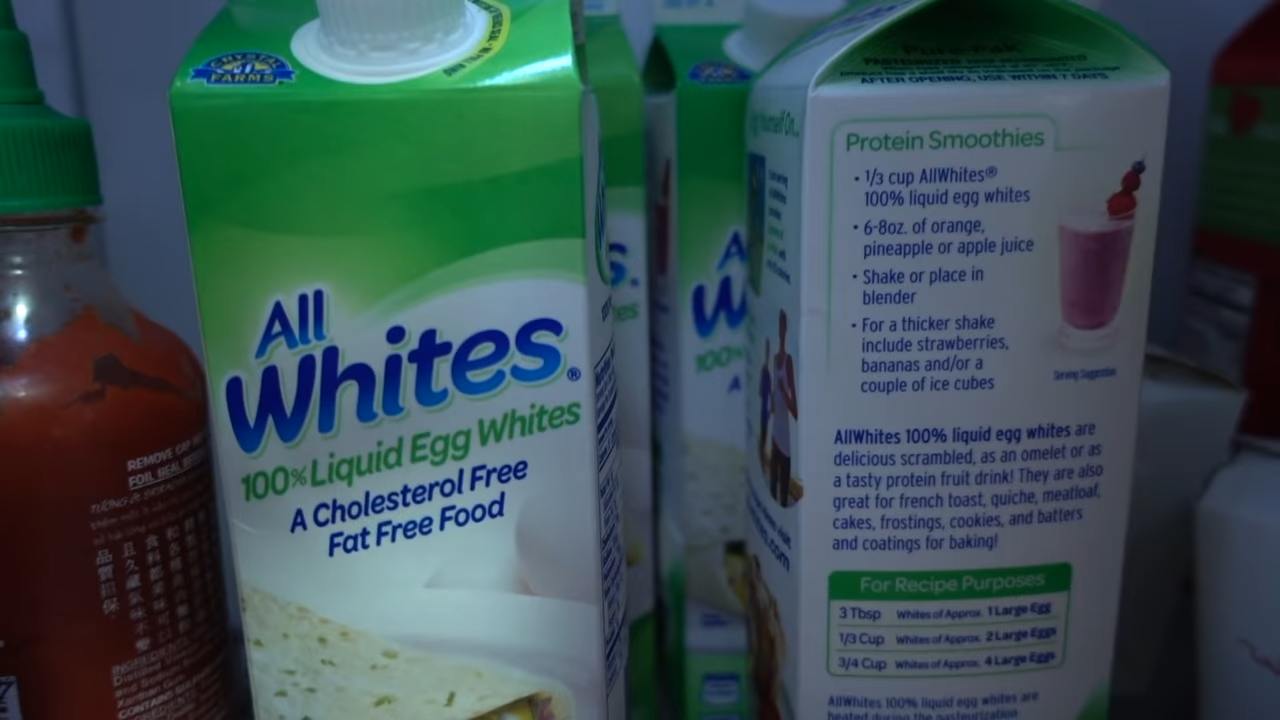 CRYSTAL
FARMS
All
Whites®
100% Liquid Egg Whites
A Cholesterol Free
Fat Free Food
REMOVE CAP
FOIL SEAL
AFTER OPENING, USE WITHIN 7 DAYS
Protein Smoothies
• 1/3 cup AllWhites®
100% liquid egg whites
• 6-8oz. of orange,
pineapple or apple juice
• Shake or place in
blender
• For a thicker shake
include strawberries,
bananas and/or a
couple of ice cubes
Serving Suggestion
AllWhites 100% liquid egg whites are
delicious scrambled, as an omelet or as
a tasty protein fruit drink! They are also
great for french toast, quiche, meatloaf,
cakes, frostings, cookies, and batters
and coatings for baking!
For Recipe Purposes
3 Tbsp Whites of Approx. 1 Large Egg
1/3 Cup Whites of Approx. 2 Large Eggs
3/4 Cup Whites of Approx. 4 Large Eggs
AllWhites 100% liquid egg whites are
heated during the pasteurization